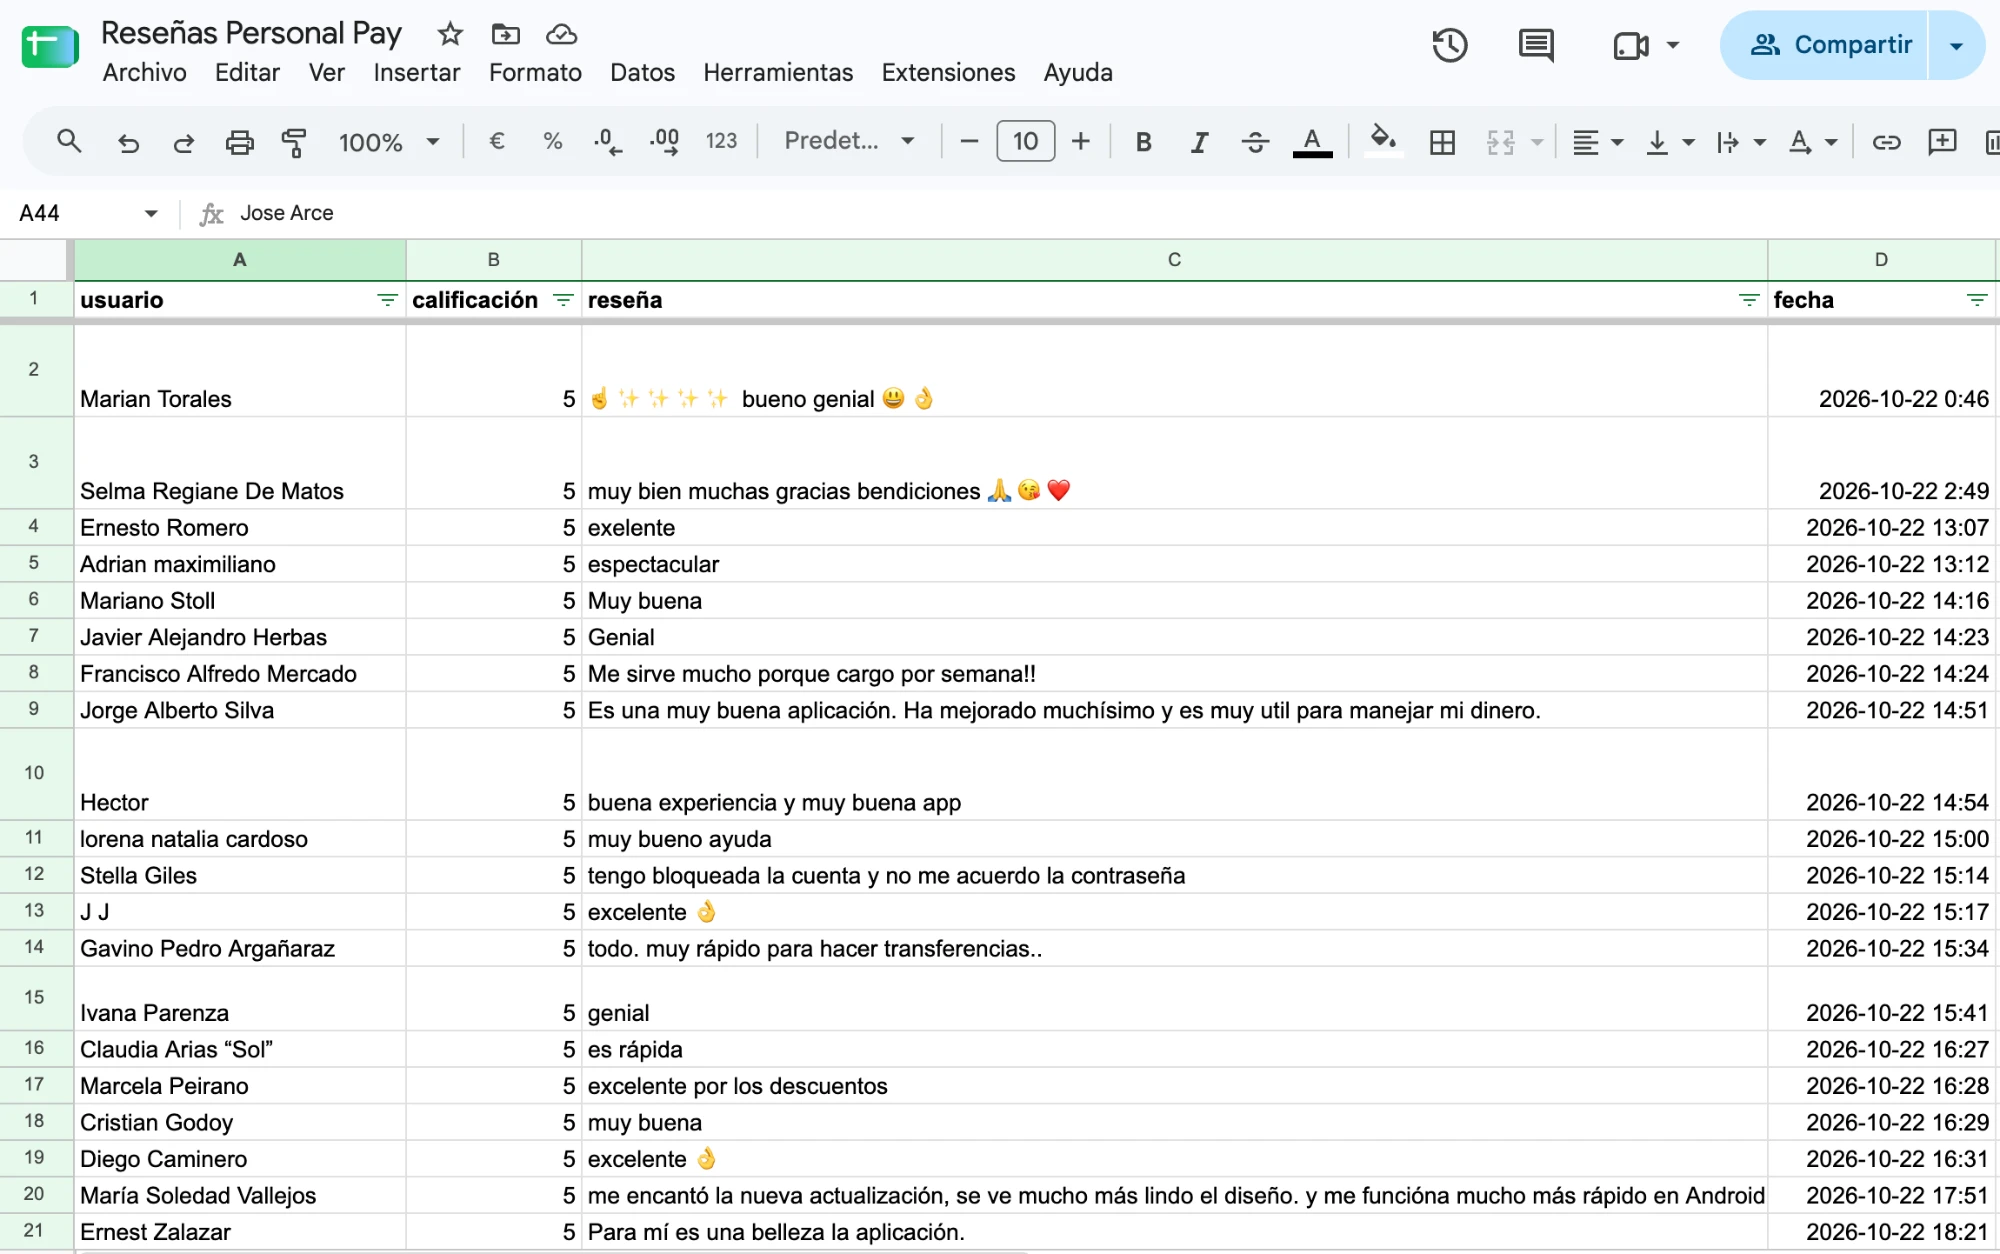 Reseñas Personal Pay
Archivo Editar Ver Insertar Formato Datos Herramientas Extensiones Ayuda
Compartir
100% € % .0 .00 123 Predet... 10 B I A A
A44 fx Jose Arce
A B C D
1 usuario calificación reseña fecha
2 Marian Torales 5 ☝️✨✨✨✨ bueno genial 😃👌 2026-10-22 0:46
3 Selma Regiane De Matos 5 muy bien muchas gracias bendiciones 🙏😘❤️ 2026-10-22 2:49
4 Ernesto Romero 5 exelente 2026-10-22 13:07
5 Adrian maximiliano 5 espectacular 2026-10-22 13:12
6 Mariano Stoll 5 Muy buena 2026-10-22 14:16
7 Javier Alejandro Herbas 5 Genial 2026-10-22 14:23
8 Francisco Alfredo Mercado 5 Me sirve mucho porque cargo por semana!! 2026-10-22 14:24
9 Jorge Alberto Silva 5 Es una muy buena aplicación. Ha mejorado muchísimo y es muy util para manejar mi dinero. 2026-10-22 14:51
10 Hector 5 buena experiencia y muy buena app 2026-10-22 14:54
11 lorena natalia cardoso 5 muy bueno ayuda 2026-10-22 15:00
12 Stella Giles 5 tengo bloqueada la cuenta y no me acuerdo la contraseña 2026-10-22 15:14
13 J J 5 excelente 👌 2026-10-22 15:17
14 Gavino Pedro Argañaraz 5 todo. muy rápido para hacer transferencias.. 2026-10-22 15:34
15 Ivana Parenza 5 genial 2026-10-22 15:41
16 Claudia Arias “Sol” 5 es rápida 2026-10-22 16:27
17 Marcela Peirano 5 excelente por los descuentos 2026-10-22 16:28
18 Cristian Godoy 5 muy buena 2026-10-22 16:29
19 Diego Caminero 5 excelente 👌 2026-10-22 16:31
20 María Soledad Vallejos 5 me encantó la nueva actualización, se ve mucho más lindo el diseño. y me funcióna mucho más rápido en Android 2026-10-22 17:51
21 Ernest Zalazar 5 Para mí es una belleza la aplicación. 2026-10-22 18:21